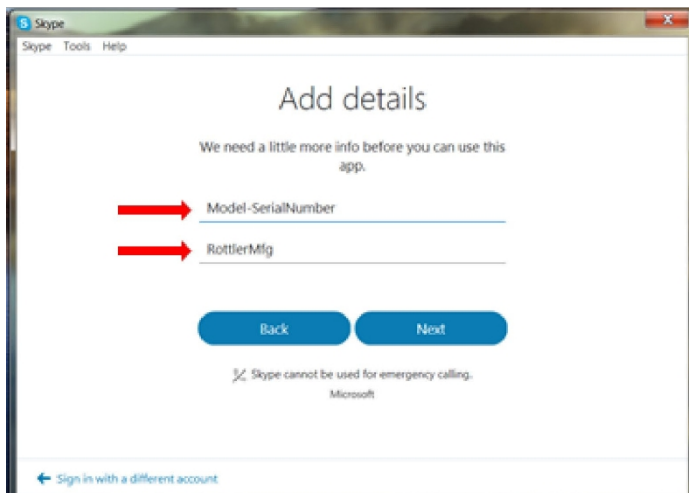 Skype
Skype Tools Help
Add details
We need a little more info before you can use this
app.
Model-SerialNumber
RottlerMfg
Back Next
Skype cannot be used for emergency calling.
Microsoft
Sign in with a different account